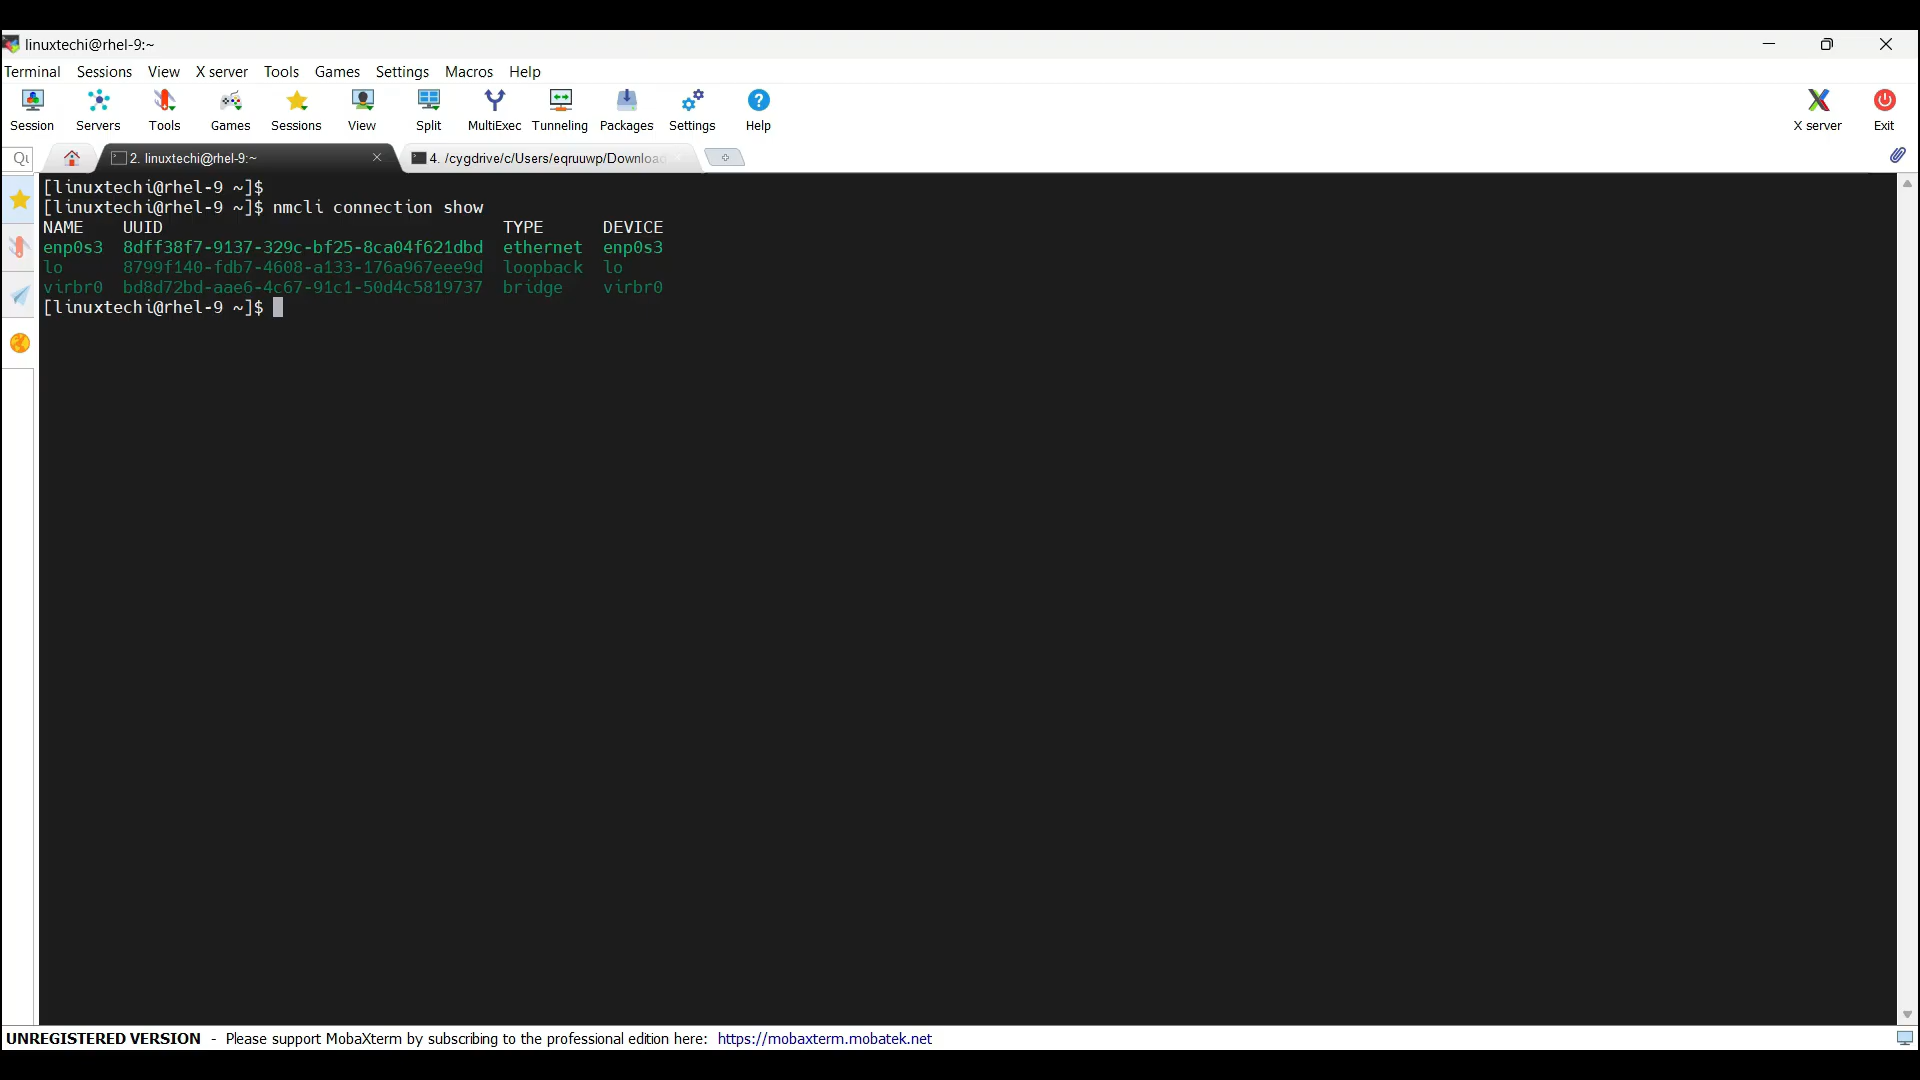 linuxtechi@rhel-9:~
Terminal Sessions View X server Tools Games Settings Macros Help
Session Servers Tools Games Sessions View Split MultiExec Tunneling Packages Settings Help X server Exit
2. linuxtechi@rhel-9:~ 4. /cygdrive/c/Users/eqruuwp/Downloac
[linuxtechi@rhel-9 ~]$
[linuxtechi@rhel-9 ~]$ nmcli connection show
NAME UUID TYPE DEVICE
enp0s3 8dff38f7-9137-329c-bf25-8ca04f621dbd ethernet enp0s3
lo 8799f140-fdb7-4608-a133-176a967eee9d loopback lo
virbr0 bd8d72bd-aae6-4c67-91c1-50d4c5819737 bridge virbr0
[linuxtechi@rhel-9 ~]$
UNREGISTERED VERSION - Please support MobaXterm by subscribing to the professional edition here: https://mobaxterm.mobatek.net